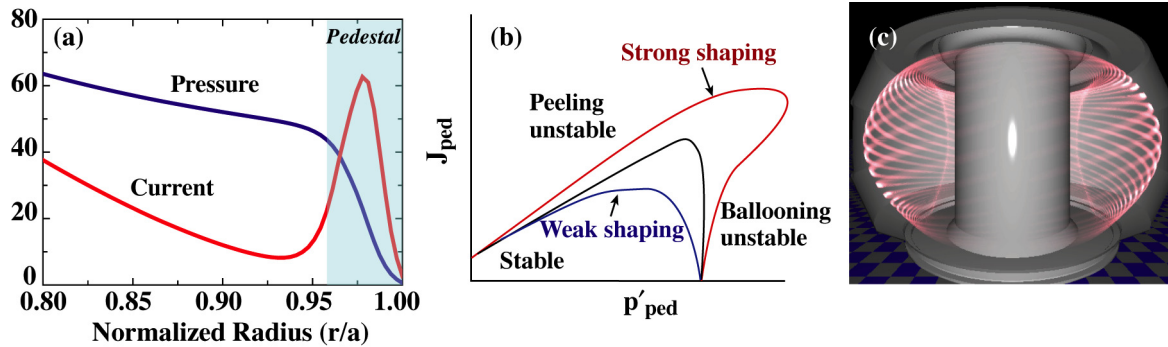 (a)
Pedestal
80
60
40
20
0
Pressure
Current
0.80
0.85
0.90
0.95
1.00
Normalized Radius (r/a)
(b)
Strong shaping
Peeling
unstable
Jped
Weak shaping
Ballooning
unstable
Stable
p′ped
(c)